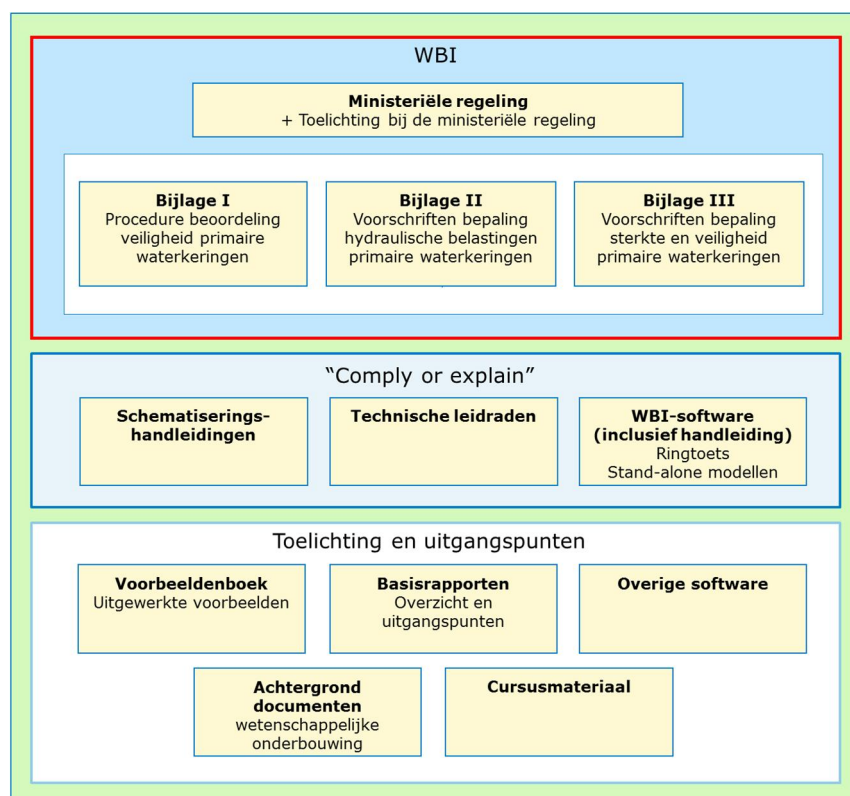 WBI
Ministeriële regeling
+ Toelichting bij de ministeriële regeling
Bijlage I
Procedure beoordeling
veiligheid primaire
waterkeringen
Bijlage II
Voorschriften bepaling
hydraulische belastingen
primaire waterkeringen
Bijlage III
Voorschriften bepaling
sterkte en veiligheid
primaire waterkeringen
“Comply or explain”
Schematiserings-
handleidingen
Technische leidraden
WBI-software
(inclusief handleiding)
Ringtoets
Stand-alone modellen
Toelichting en uitgangspunten
Voorbeeldenboek
Uitgewerkte voorbeelden
Basisrapporten
Overzicht en
uitgangspunten
Overige software
Achtergrond
documenten
wetenschappelijke
onderbouwing
Cursusmateriaal